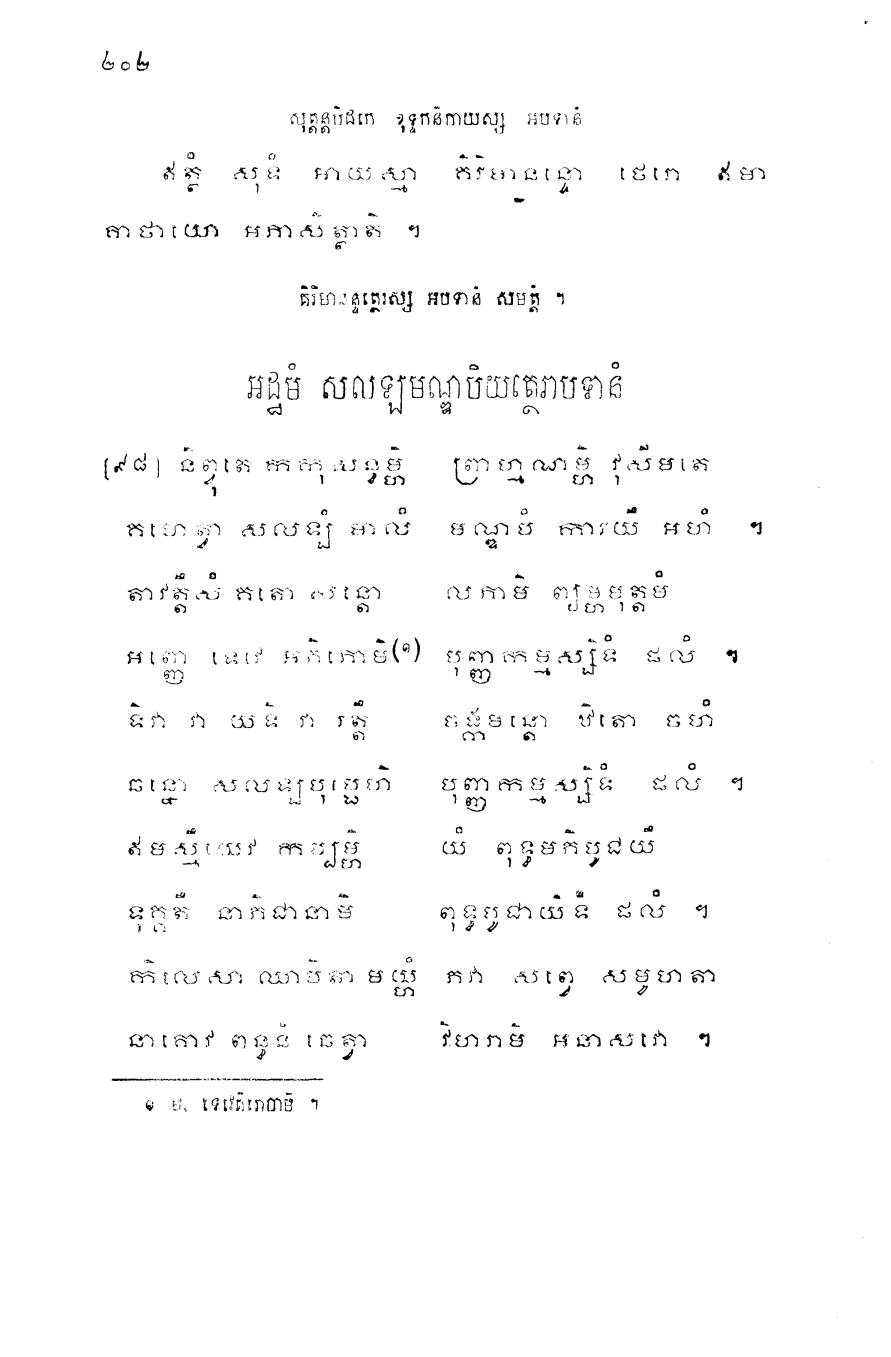 ២០២
សុត្តន្តបិដកេ ខុទ្ទកនិកាយស្ស អបទានំ
ឥត្ថំ សុទំ អាយស្មា គិរិមានន្ទោ ថេរោ ឥមា
គាថាយោ អភាសិត្ថាតិ ។
គិរិមានន្ទត្ថេរស្ស អបទានំ សមត្តំ ។
អដ្ឋមំ សលឡមណ្ឌបិយត្ថេរាបទានំ
[៩៨] និព្វុតេ កកុសន្ធម្ហិ ព្រាហ្មណម្ហិ វុសីមតេ
គហេត្វា សលឡំ មាលំ មណ្ឌបំ ការយឹ អហំ ។
តាវត្តឹសំ គតោ សន្តោ លភាមិ ព្យម្ហមុត្តមំ
អញ្ញេ ទេវេ អតិរោមិ(១) បុញ្ញកម្មស្សិទំ ផលំ ។
ទិវា វា យទិ វា រត្តឹ ចង្កមន្តោ ឋិតោ ចហំ
ឆន្នោ សលឡបុប្ផេហិ បុញ្ញកម្មស្សិទំ ផលំ ។
ឥមស្មឹយេវ កប្បម្ហិ យំ ពុទ្ធមភិបូជយឹ
ទុគ្គតឹ នាភិជានាមិ ពុទ្ធបូជាយិទំ ផលំ ។
កិលេសា ឈាបិតា មយ្ហំ ភវា សព្វេ សមូហតា
នាគោវ ពន្ធនំ ឆេត្វា វិហរាមិ អនាសវោ ។
១ ម. ទេវេតិរោចាមិ ។